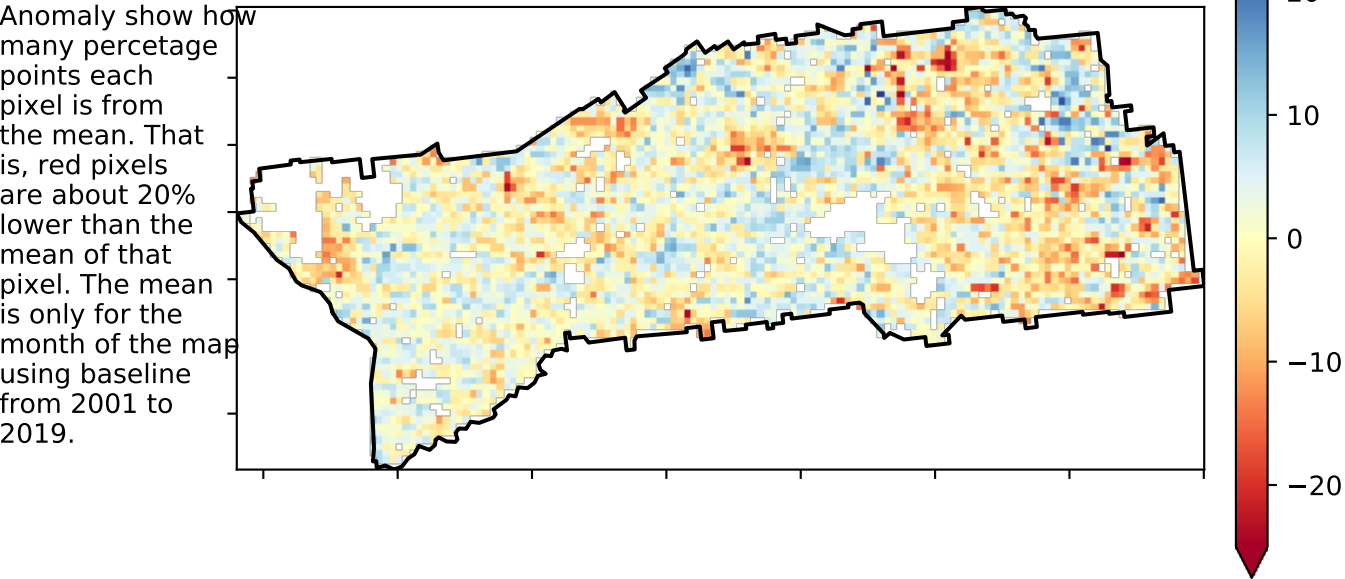 Anomaly show how
many percetage
points each
pixel is from
the mean. That
is, red pixels
are about 20%
lower than the
mean of that
pixel. The mean
is only for the
month of the map
using baseline
from 2001 to
2019.
10
0
−10
−20